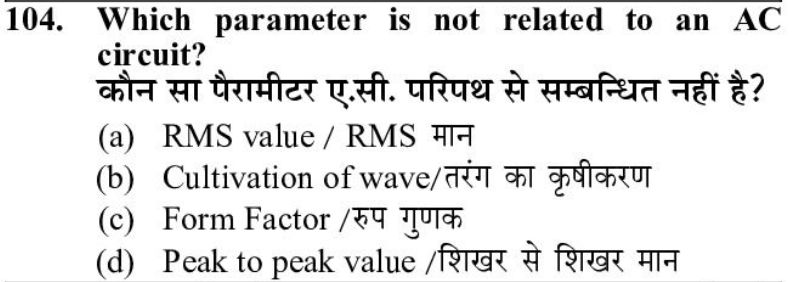 104. Which parameter is not related to an AC
circuit?
कौन सा पैरामीटर ए.सी. परिपथ से सम्बन्धित नहीं है?
(a) RMS value / RMS मान
(b) Cultivation of wave/तरंग का कृषीकरण
(c) Form Factor /रुप गुणक
(d) Peak to peak value /शिखर से शिखर मान